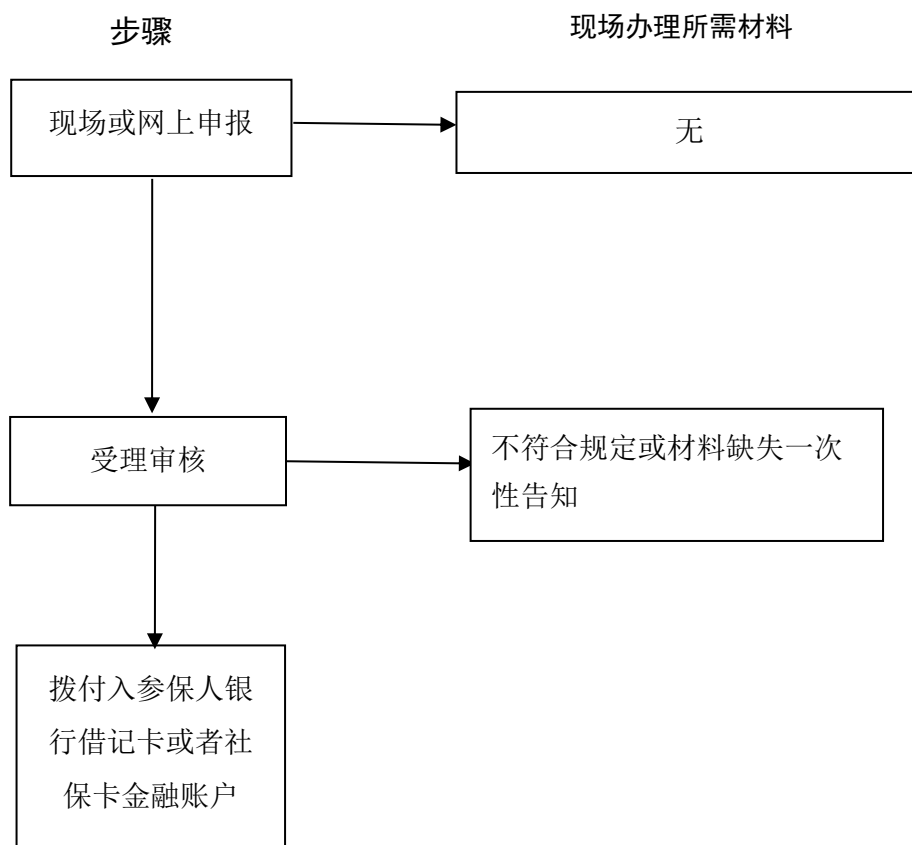 步骤
现场办理所需材料
现场或网上申报
无
受理审核
不符合规定或材料缺失一次
性告知
拨付入参保人银
行借记卡或者社
保卡金融账户